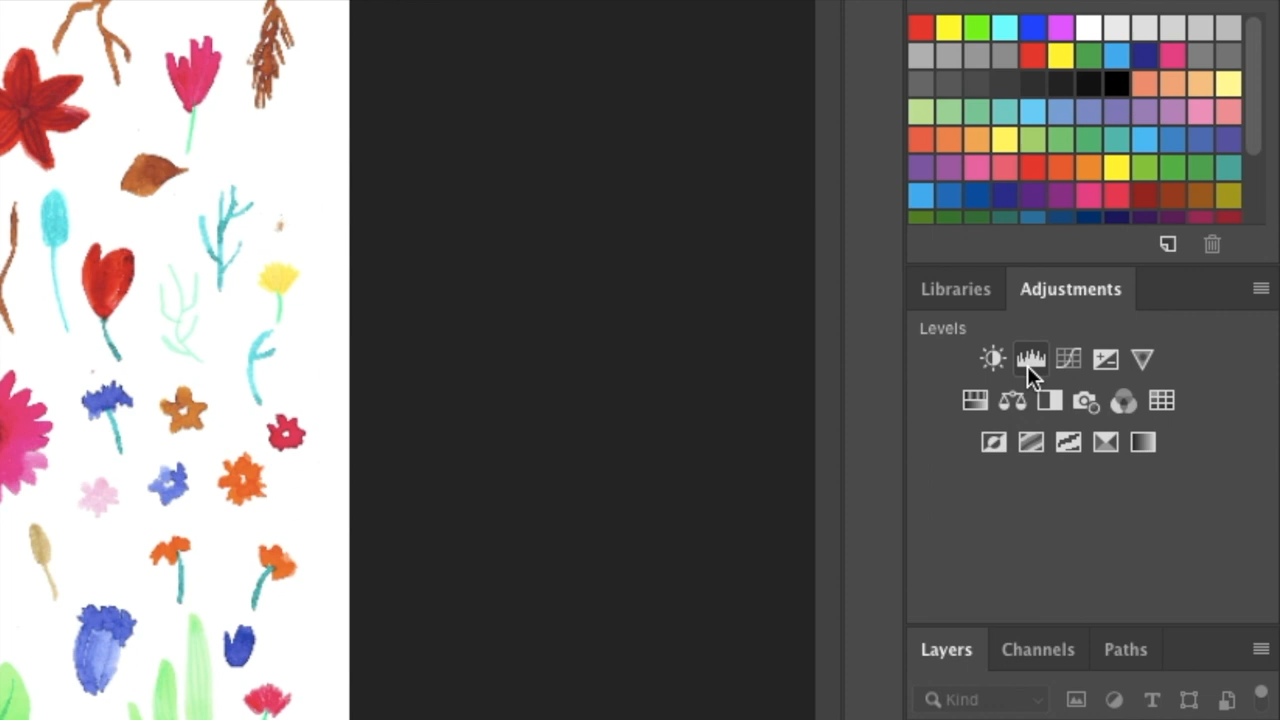 Libraries
Adjustments
Levels
Layers
Channels
Paths
Kind